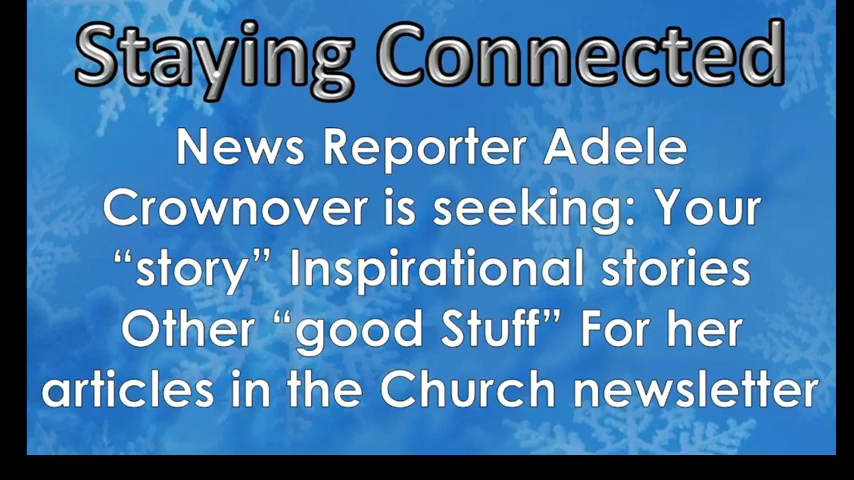 Staying Connected
News Reporter Adele
Crownover is seeking: Your
“story” Inspirational stories
Other “good Stuff” For her
articles in the Church newsletter